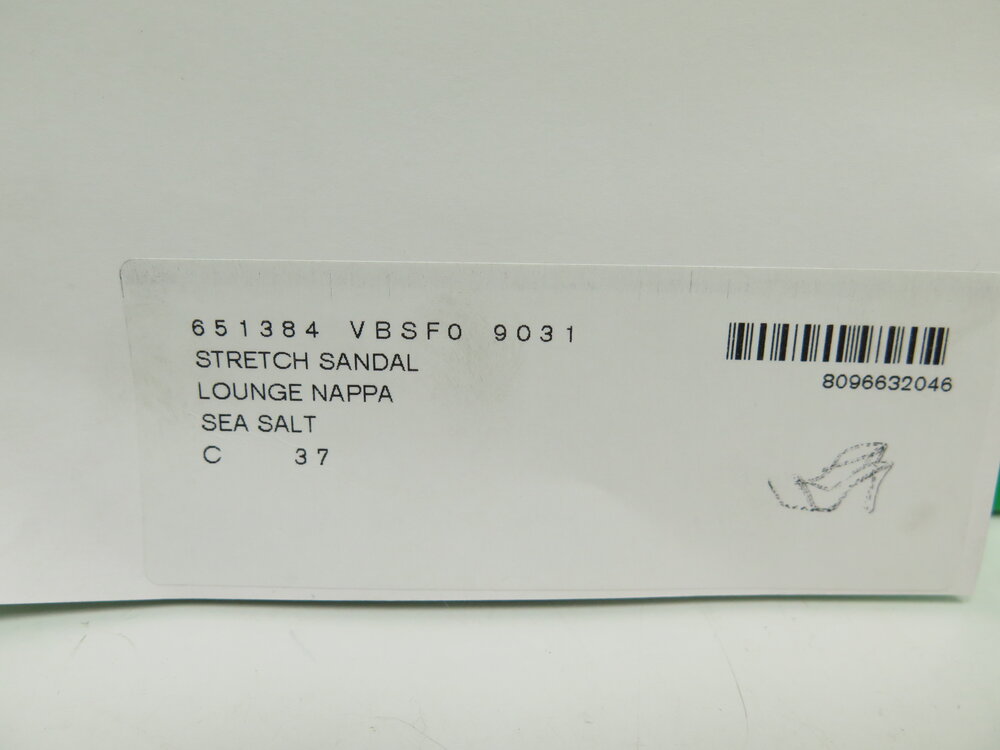 651384 VBSF0 9031
STRETCH SANDAL
LOUNGE NAPPA
SEA SALT
C 37
8096632046